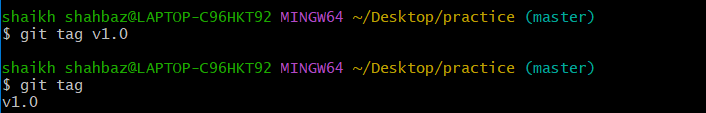 shaikh shahbaz@LAPTOP-C96HKT92 MINGW64 ~/Desktop/practice (master)
$ git tag v1.0
shaikh shahbaz@LAPTOP-C96HKT92 MINGW64 ~/Desktop/practice (master)
$ git tag
v1.0